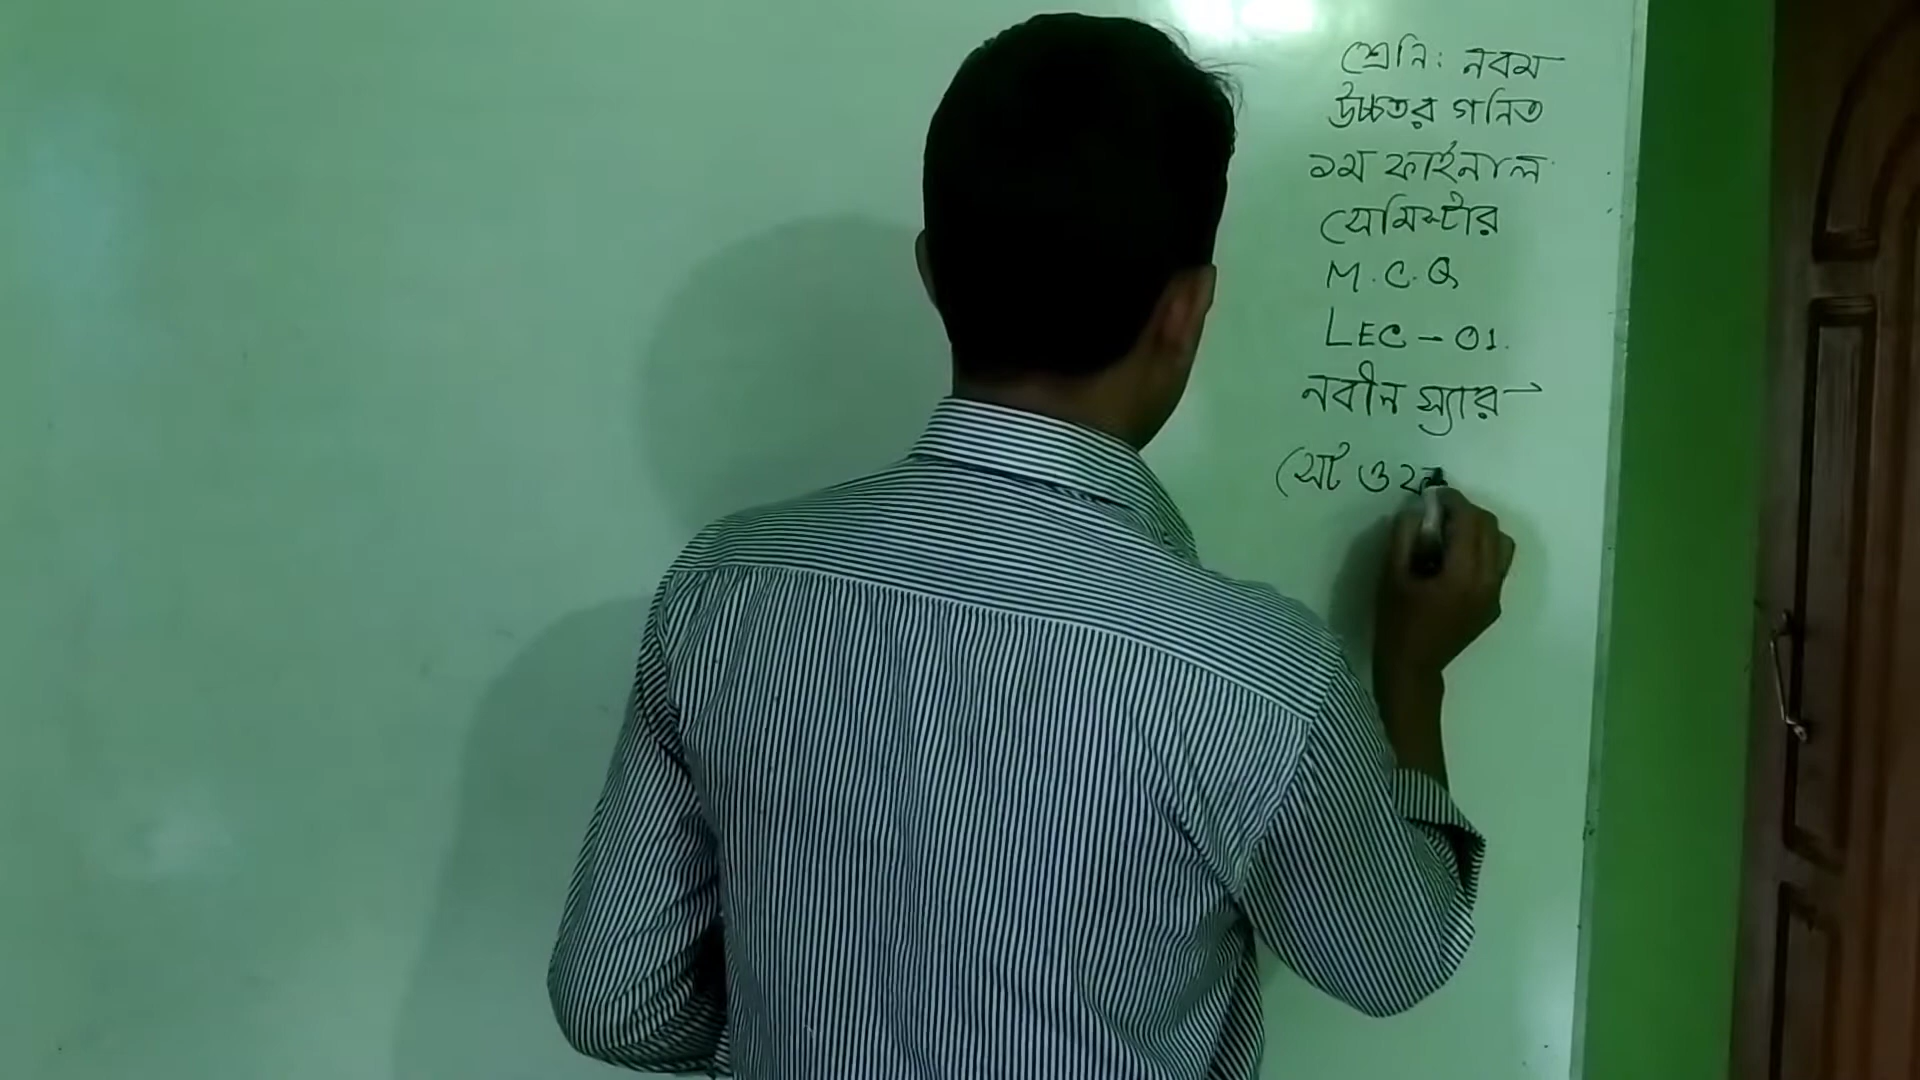 শ্রেনি: নবম
উচ্চতর গনিত
১ম ফাইনাল
সেমিস্টার
M.C.Q
LEC-01.
নবীন স্যার
সেট ও